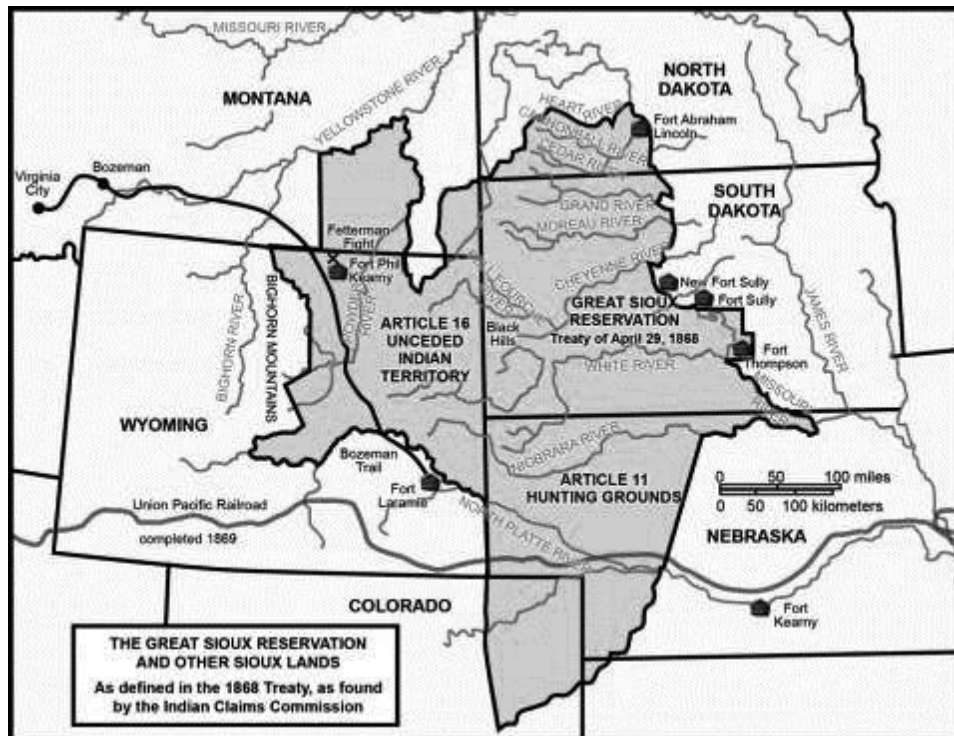 MISSOURI RIVER
NORTH
DAKOTA
MONTANA
YELLOWSTONE RIVER
HEART RIVER
CANNONBALL RIVER
CEDAR RIVER
Fort Abraham
Lincoln
Virginia
City
Bozeman
GRAND RIVER
MOREAU RIVER
SOUTH
DAKOTA
Fetterman
Fight
Fort Phil
Kearny
CHEYENNE RIVER
New Fort Sully
Fort Sully
BIGHORN RIVER
BIGHORN MOUNTAINS
RIVER
ARTICLE 16
UNCEDED
INDIAN
TERRITORY
Black
Hills
GREAT SIOUX
RESERVATION
Treaty of April 29, 1868
JAMES RIVER
Fort
Thompson
WHITE RIVER
MISSOURI
RIVER
WYOMING
NIOBRARA RIVER
Bozeman
Trail
Fort
Laramie
ARTICLE 11
HUNTING GROUNDS
0 50 100 miles
0 50 100 kilometers
Union Pacific Railroad
completed 1869
NORTH PLATTE RIVER
NEBRASKA
COLORADO
Fort
Kearny
THE GREAT SIOUX RESERVATION
AND OTHER SIOUX LANDS
As defined in the 1868 Treaty, as found
by the Indian Claims Commission